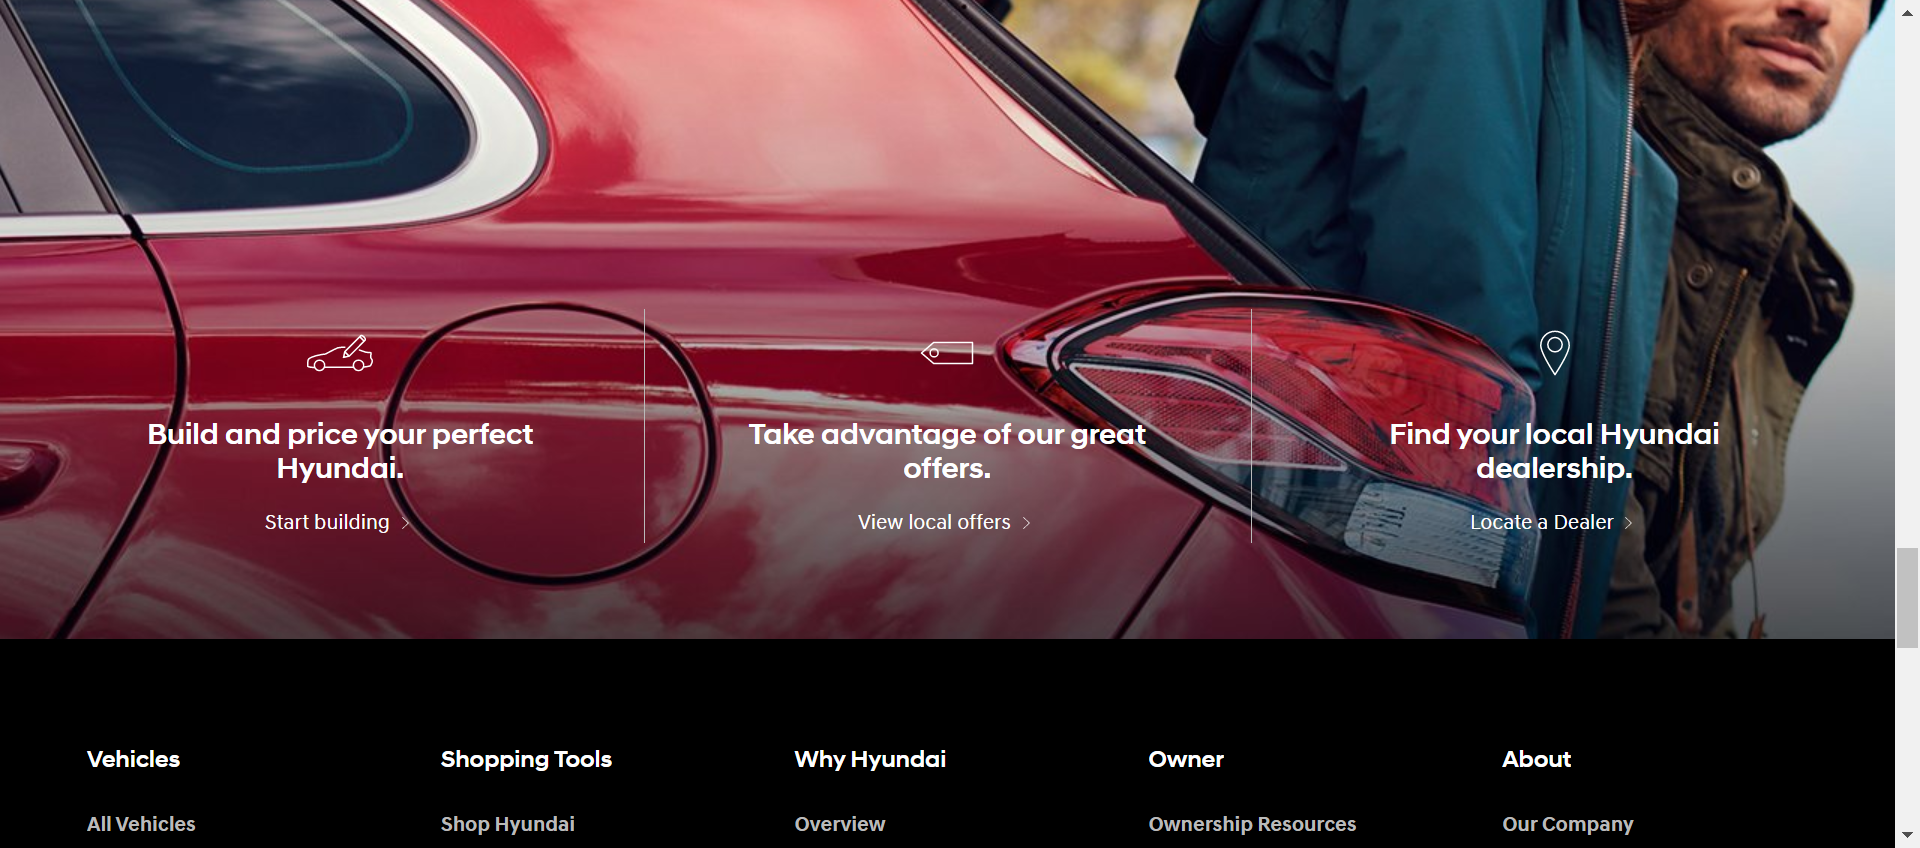 Build and price your perfect
Hyundai.
Start building
Take advantage of our great
offers.
View local offers
Find your local Hyundai
dealership.
Locate a Dealer
Vehicles
Shopping Tools
Why Hyundai
Owner
About
All Vehicles
Shop Hyundai
Overview
Ownership Resources
Our Company